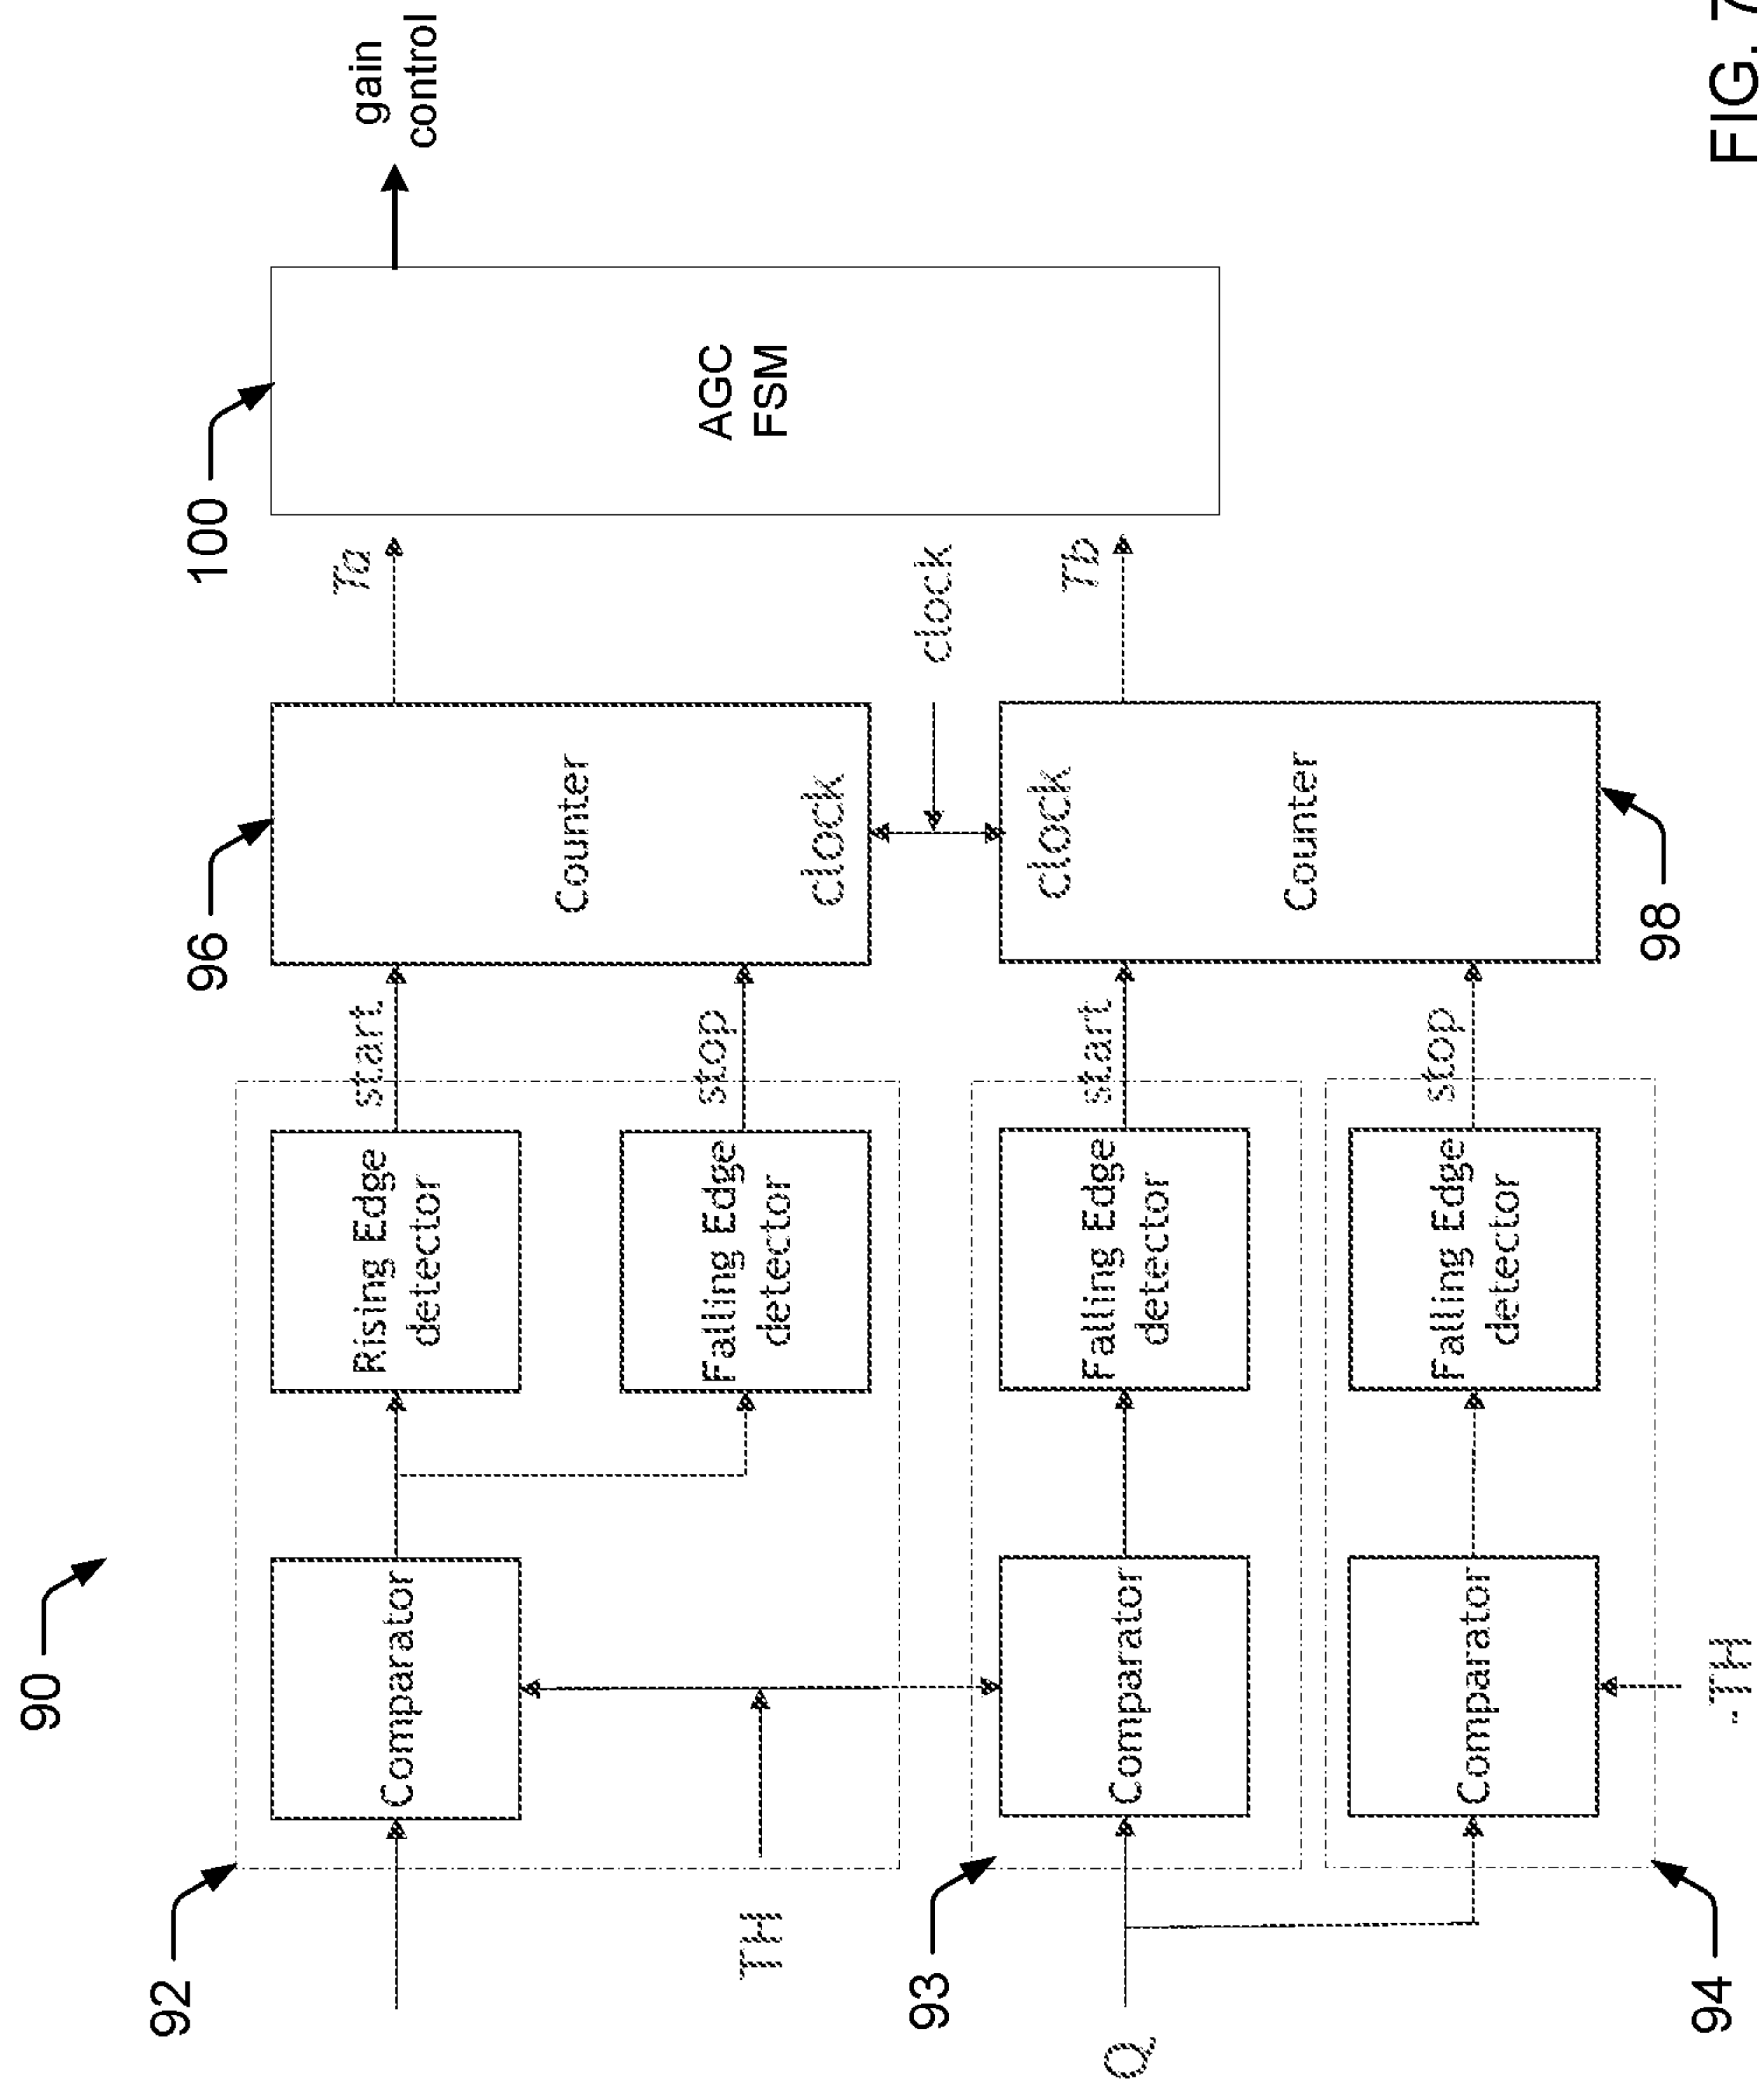 90
92
96
100
Comparator
Rising Edge
detector
start
Counter
clock
Ta
gain
control
Falling Edge
detector
stop
TH
AGC
FSM
clock
93
Q
Comparator
Falling Edge
detector
start
clock
Counter
Tb
Comparator
Falling Edge
detector
stop
-TH
94
98
FIG. 7